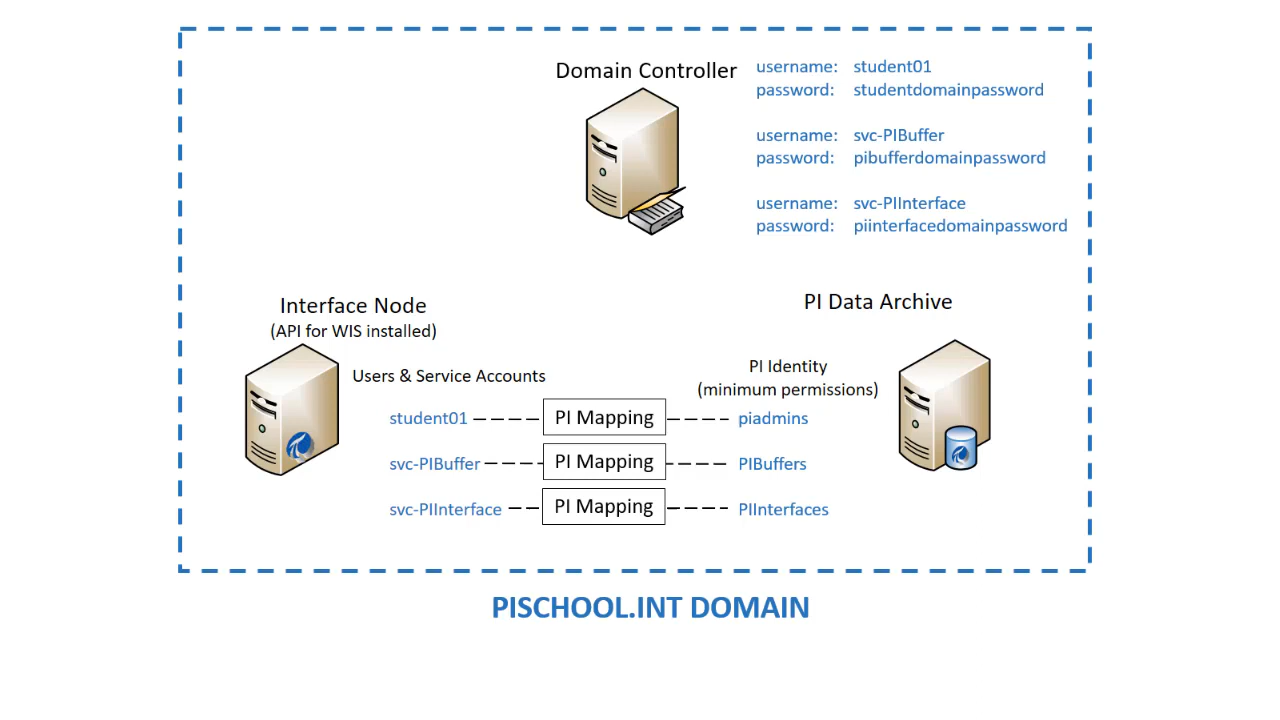 Domain Controller
username: student01
password: studentdomainpassword
username: svc-PIBuffer
password: pibufferdomainpassword
username: svc-PIInterface
password: piinterfacedomainpassword
Interface Node
(API for WIS installed)
PI Data Archive
Users & Service Accounts
PI Identity
(minimum permissions)
student01 PI Mapping piadmins
svc-PIBuffer PI Mapping PIBuffers
svc-PIInterface PI Mapping PIInterfaces
PISCHOOL.INT DOMAIN